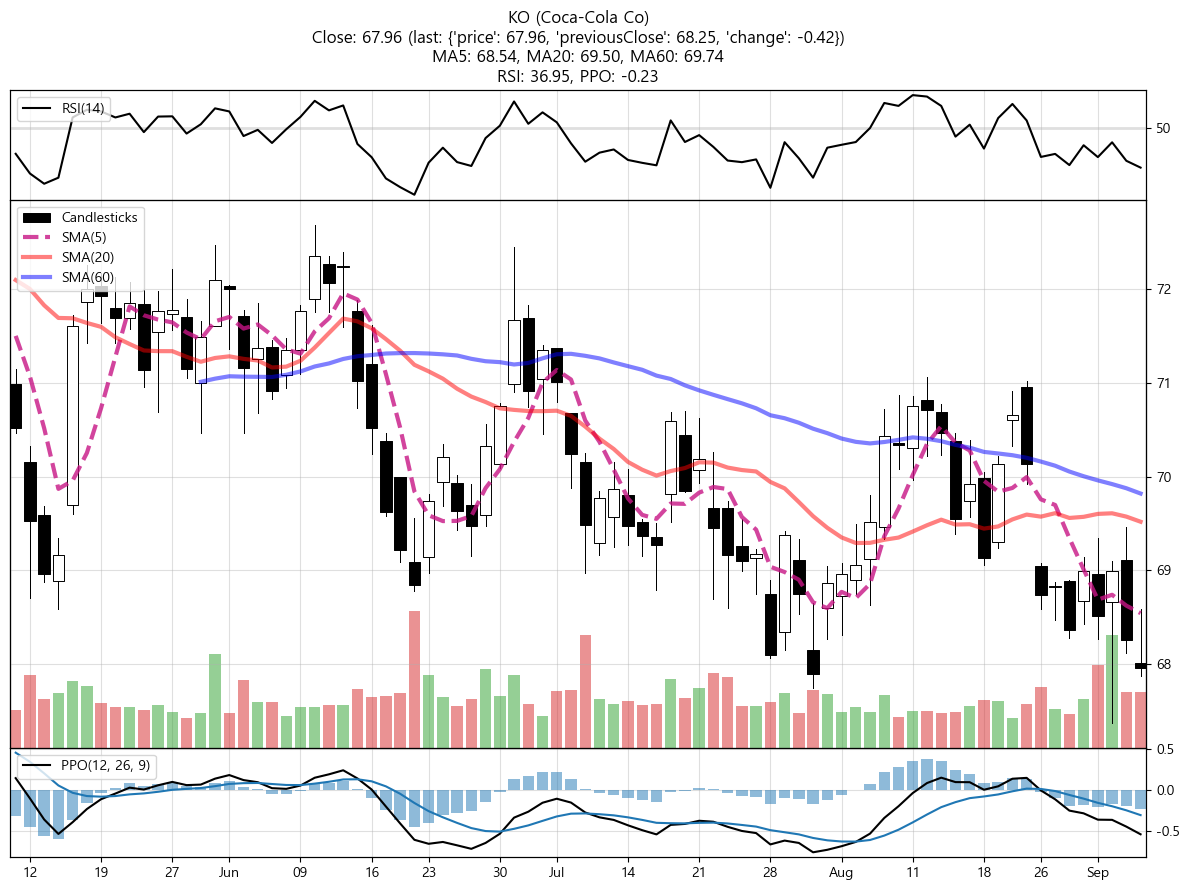 KO (Coca-Cola Co)
Close: 67.96 (last: {'price': 67.96, 'previousClose': 68.25, 'change': -0.42})
MA5: 68.54, MA20: 69.50, MA60: 69.74
RSI: 36.95, PPO: -0.23
RSI(14)
50
Candlesticks
SMA(5)
SMA(20)
SMA(60)
72
71
70
69
68
PPO(12, 26, 9)
0.5
0.0
-0.5
12 19 27 Jun 09 16 23 30 Jul 14 21 28 Aug 11 18 26 Sep